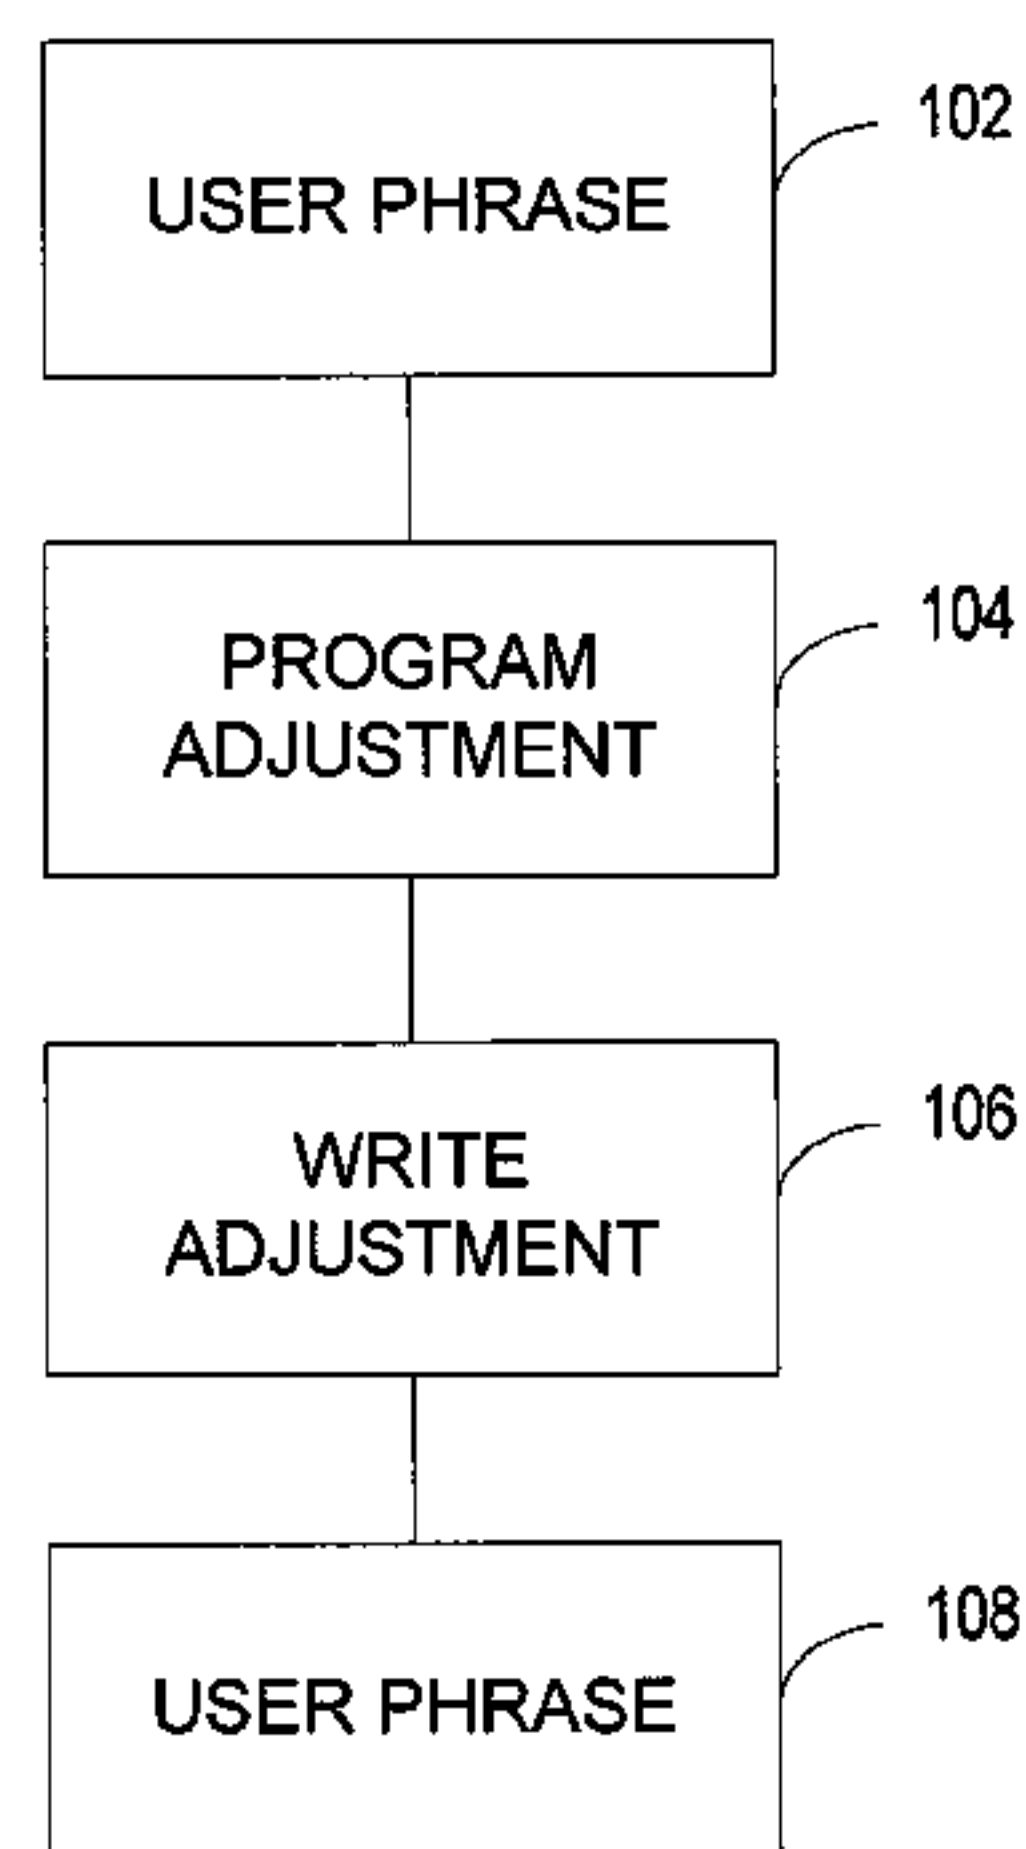 USER PHRASE
102
PROGRAM
ADJUSTMENT
104
WRITE
ADJUSTMENT
106
USER PHRASE
108